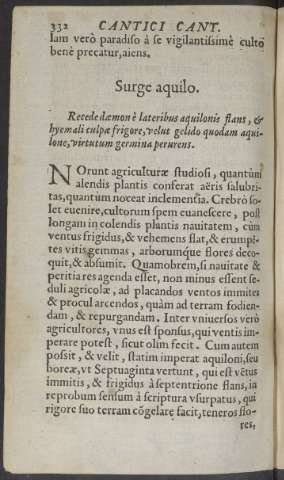 332 CANTICI CANT.
Iam verò paradiso à se vigilantissimè culto
benè precatur, aiens.
Surge aquilo.
Recede dæmon è lateribus aquilonis flans, &
hyemali culpæ frigore, velut gelido quodam aqui-
lone, virtutum germina perurens.
NOrunt agriculturæ studiosi, quantùm
alendis plantis conferat aëris salubri-
tas, quantum noceat inclemẽtia. Crebrò so-
let euenire, cultorum spem euanescere, post
longam in colendis plantis nauitatem, cùm
ventus frigidus, & vehemens flat, & erumpẽ-
tes vitis gemmas, arborumque flores deco-
quit, & absumit. Quamobrem, si nauitate &
peritia res agenda esset, non minus essent se-
duli agricolæ, ad placandos ventos immites
& procul arcendos, quàm ad terram fodien-
dam, & repurgandam. Inter vniuersos verò
agricultores, vnus est sponsus, qui ventis im-
perare potest, sicut olim fecit. Cum autem
possit, & velit, statim imperat aquiloni, seu
boreæ, vt Septuaginta vertunt, qui est vẽtus
immitis, & frigidus à septentrione flans, in
reprobum sensum à scriptura vsurpatus, qui
rigore suo terram cõgelare facit, teneros flo-
res,